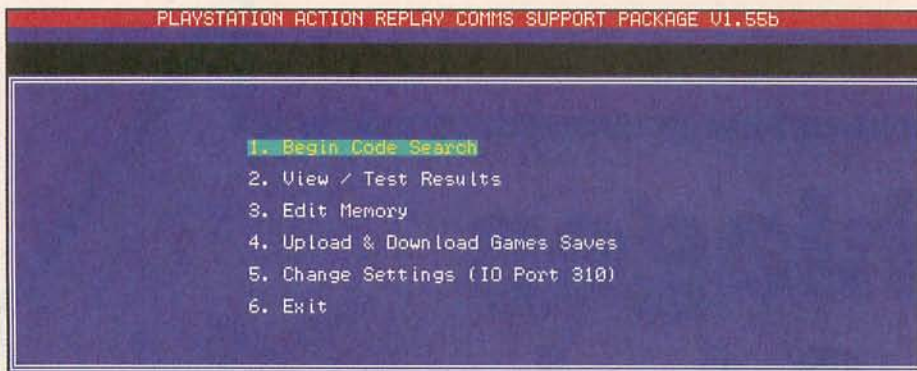 PLAYSTATION ACTION REPLAY COMMS SUPPORT PACKAGE V1.55b
1. Begin Code Search
2. View / Test Results
3. Edit Memory
4. Upload & Download Games Saves
5. Change Settings (IO Port 310)
6. Exit